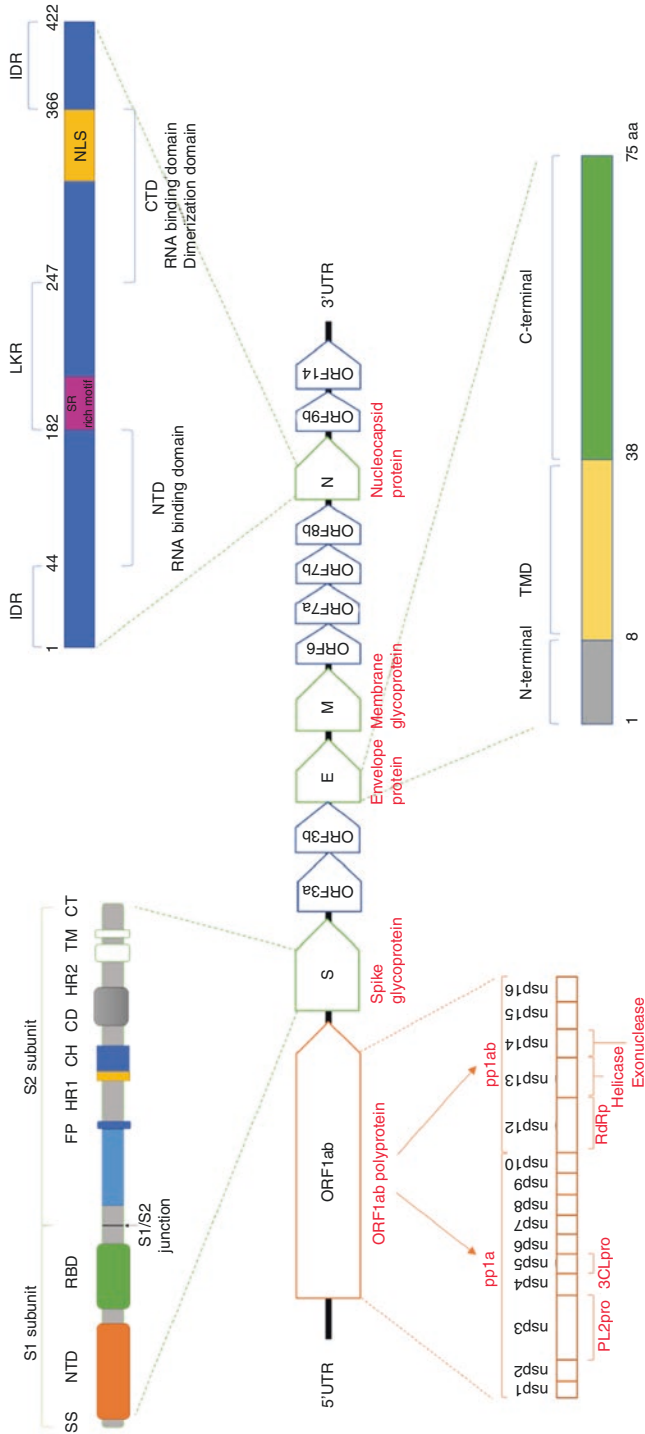 S1 subunit
S2 subunit
SS
NTD
RBD
FP
HR1
CH
CD
HR2
TM
CT
S1/S2
junction
IDR
LKR
IDR
1
44
182
247
366
422
SR
rich motif
NLS
NTD
RNA binding domain
CTD
RNA binding domain
Dimerization domain
5'UTR
ORF1ab
S
ORF3a
ORF3b
E
M
ORF6
ORF7a
ORF7b
ORF8b
N
ORF9b
ORF14
3'UTR
ORF1ab polyprotein
Spike
glycoprotein
Envelope
protein
Membrane
glycoprotein
Nucleocapsid
protein
pp1a
pp1ab
nsp1
nsp2
nsp3
nsp4
nsp5
nsp6
nsp7
nsp8
nsp9
nsp10
nsp12
nsp13
nsp14
nsp15
nsp16
PL2pro
3CLpro
RdRp
Helicase
Exonuclease
N-terminal
TMD
C-terminal
1
8
38
75 aa